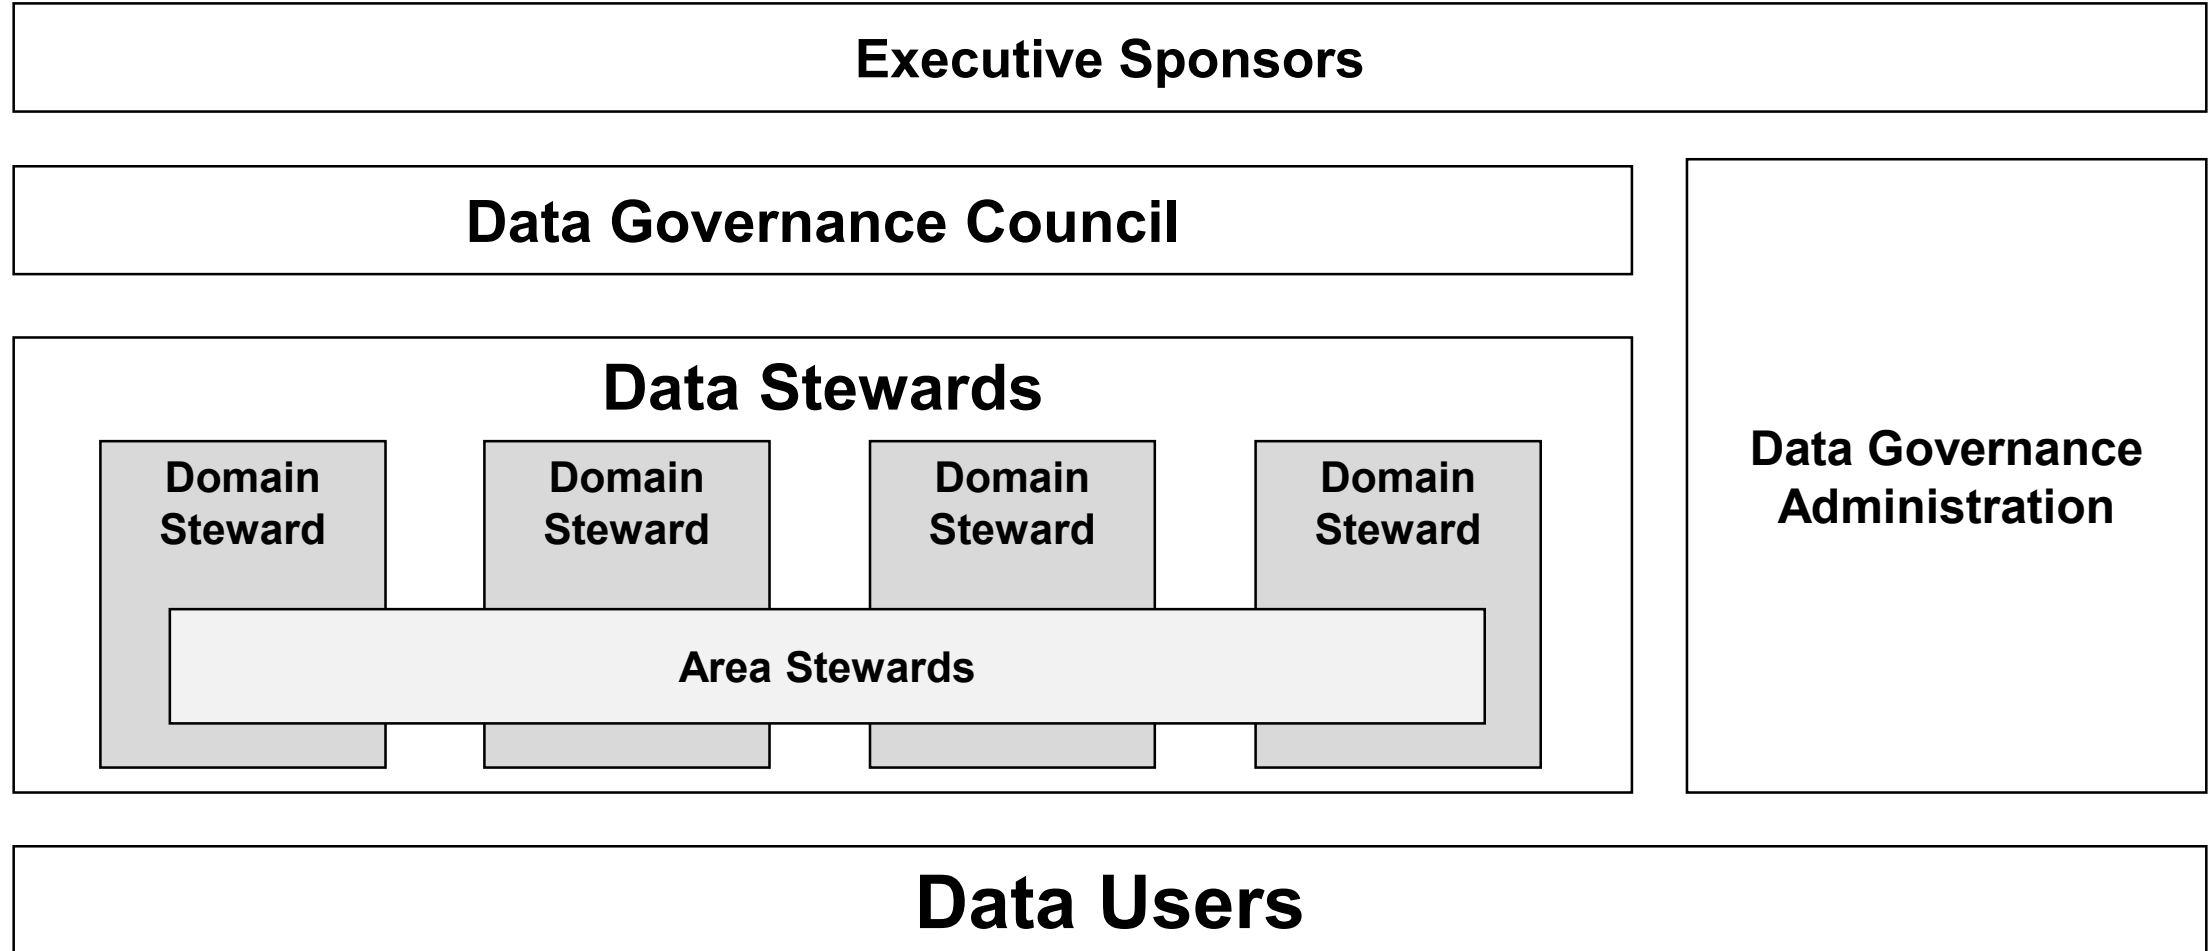 Executive Sponsors
Data Governance Council
Data Stewards
Domain
Steward
Domain
Steward
Domain
Steward
Domain
Steward
Area Stewards
Data Governance
Administration
Data Users